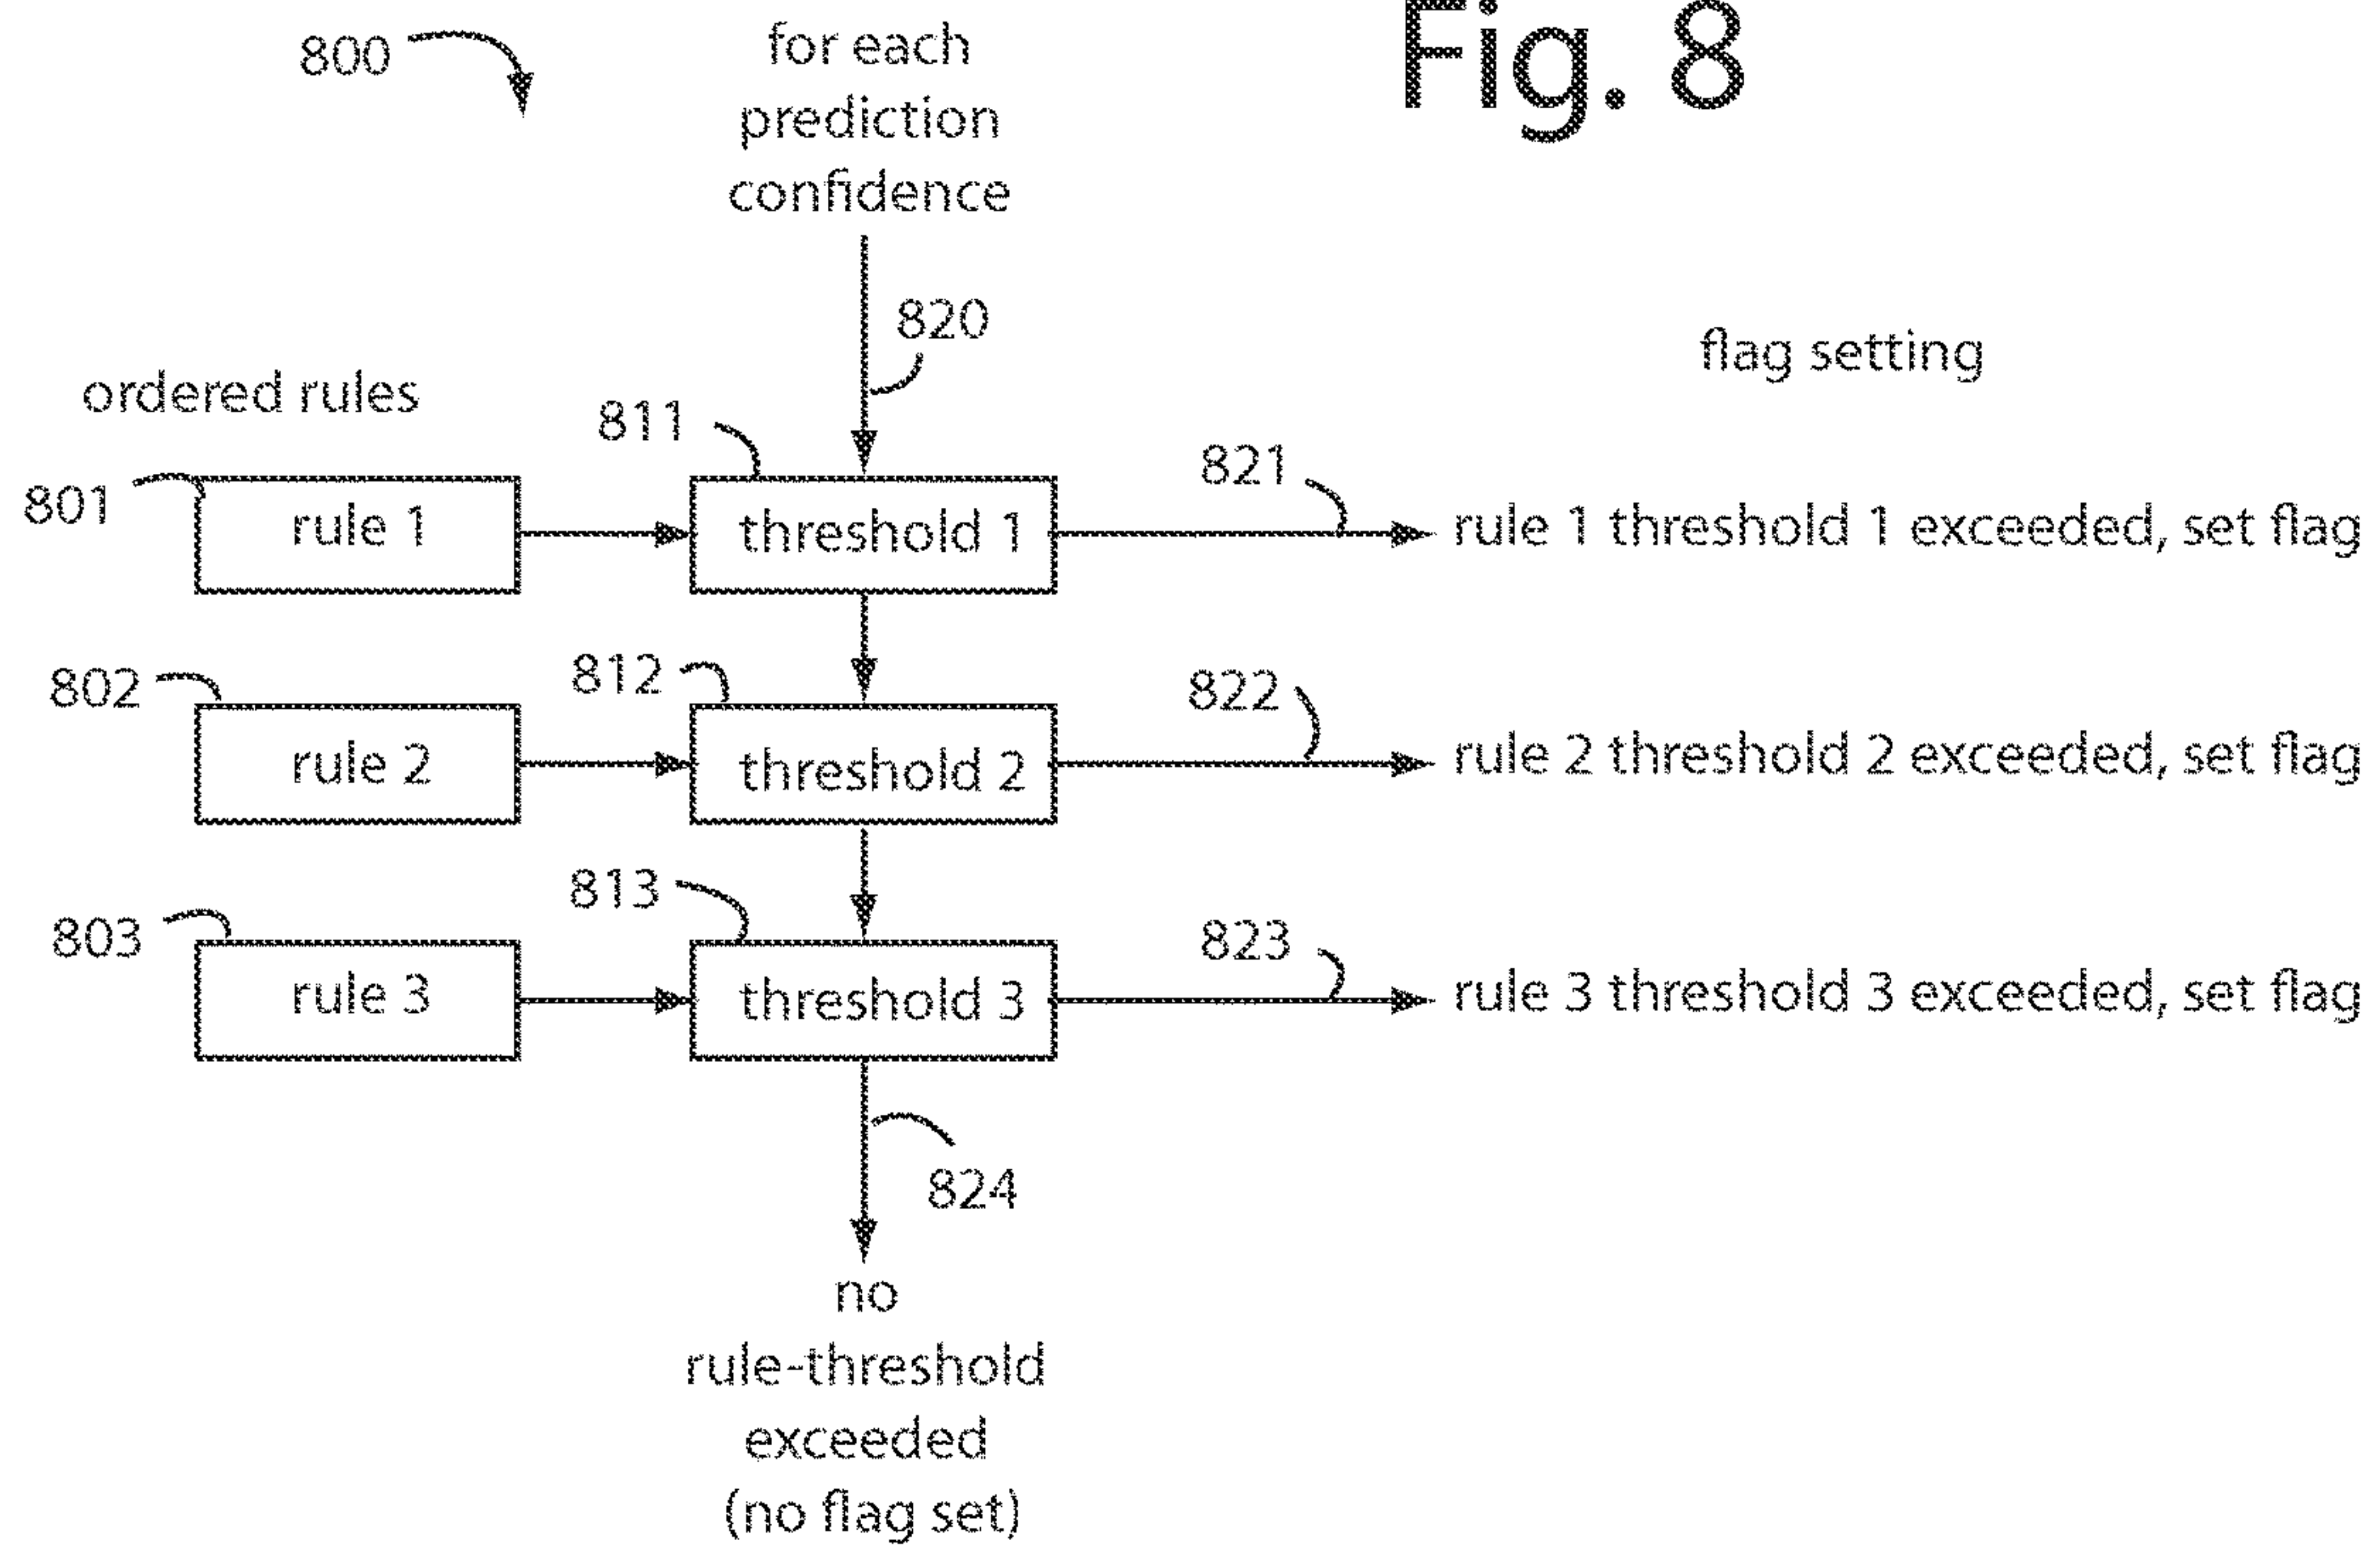 Fig. 8
800
for each
prediction
confidence
820
flag setting
ordered rules
811
821
801
rule 1
threshold 1
rule 1 threshold 1 exceeded, set flag
802
812
822
rule 2
threshold 2
rule 2 threshold 2 exceeded, set flag
803
813
823
rule 3
threshold 3
rule 3 threshold 3 exceeded, set flag
824
no
rule-threshold
exceeded
(no flag set)